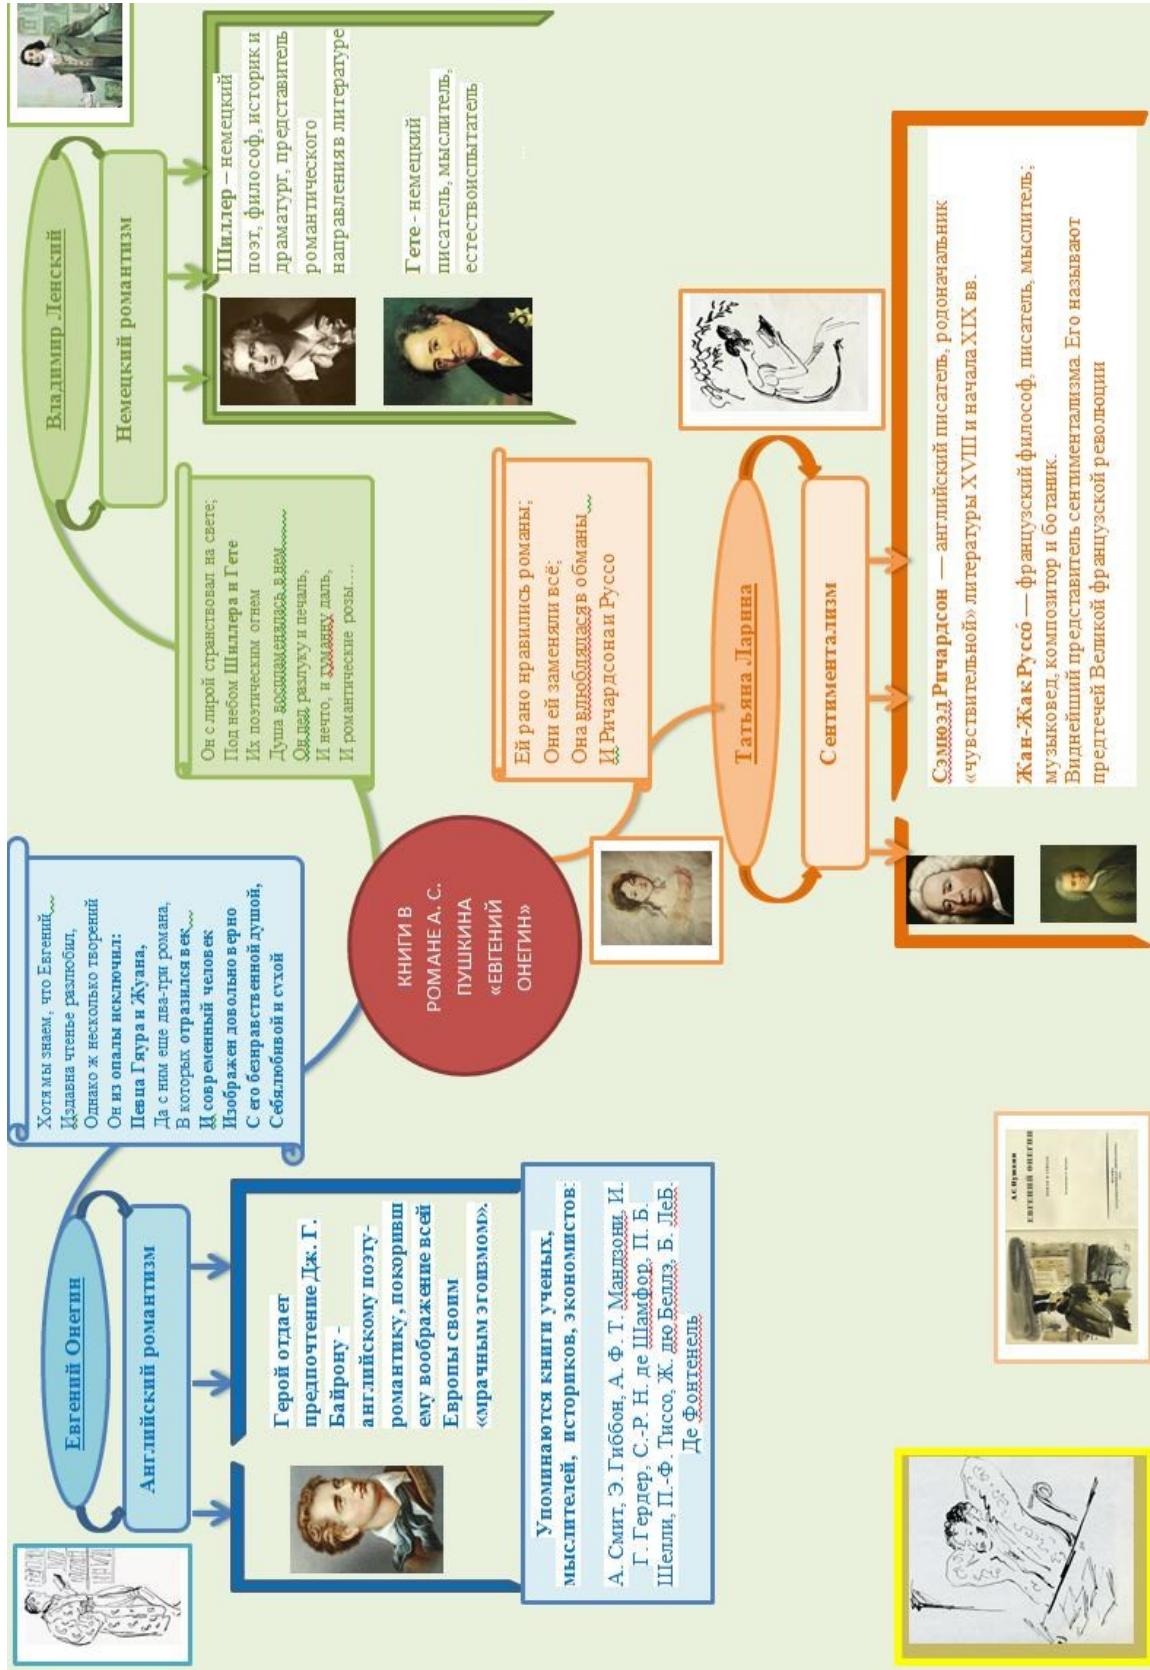 Евгений Онегин
Английский романтизм
Герой отдает
предпочтение Дж. Г.
Байрону –
английскому поэту-
романтику, покоривш
ему воображение всей
Европы своим
«мрачным эгоизмом».
Упоминаются книги ученых,
мыслителей, историков, экономистов:
А. Смит, Э. Гиббон, А. Ф. Т. Мандзони, И.
Г. Гердер, С.-Р. Н. де Шамфор, П. Б.
Шелли, П.-Ф. Тиссо, Ж. дю Беллэ, Б. ЛеБ.
Де Фонтенель
Хотя мы знаем, что Евгений
Издавна чтенье разлюбил,
Однако ж несколько творений
Он из опалы исключил:
Певца Гяура и Жуана,
Да с ним еще два-три романа,
В которых отразился век
И современный человек
Изображен довольно верно
С его безнравственной душой,
Себялюбивой и сухой
КНИГИ В
РОМАНЕ А. С.
ПУШКИНА
«ЕВГЕНИЙ
ОНЕГИН»
Владимир Ленский
Немецкий романтизм
Он с лирой странствовал на свете;
Под небом Шиллера и Гете
Их поэтическим огнем
Душа воспламенялась в нем
Он пел разлуку и печаль,
И нечто, и туманну даль,
И романтические розы….
Шиллер – немецкий
поэт, философ, историк и
драматург, представитель
романтического
направления в литературе
Гете - немецкий
писатель, мыслитель,
естествоиспытатель
Ей рано нравились романы;
Они ей заменяли всё;
Она влюблялася в обманы
И Ричардсона и Руссо
Татьяна Ларина
Сентиментализм
Сэмюэл Ричардсон — английский писатель, родоначальник
«чувствительной» литературы XVIII и начала XIX вв.
Жан-Жак Руссо́ — французский философ, писатель, мыслитель;
музыковед, композитор и ботаник.
Виднейший представитель сентиментализма. Его называют
предтечей Великой французской революции
А.С.Пушкин
ЕВГЕНИЙ ОНЕГИН